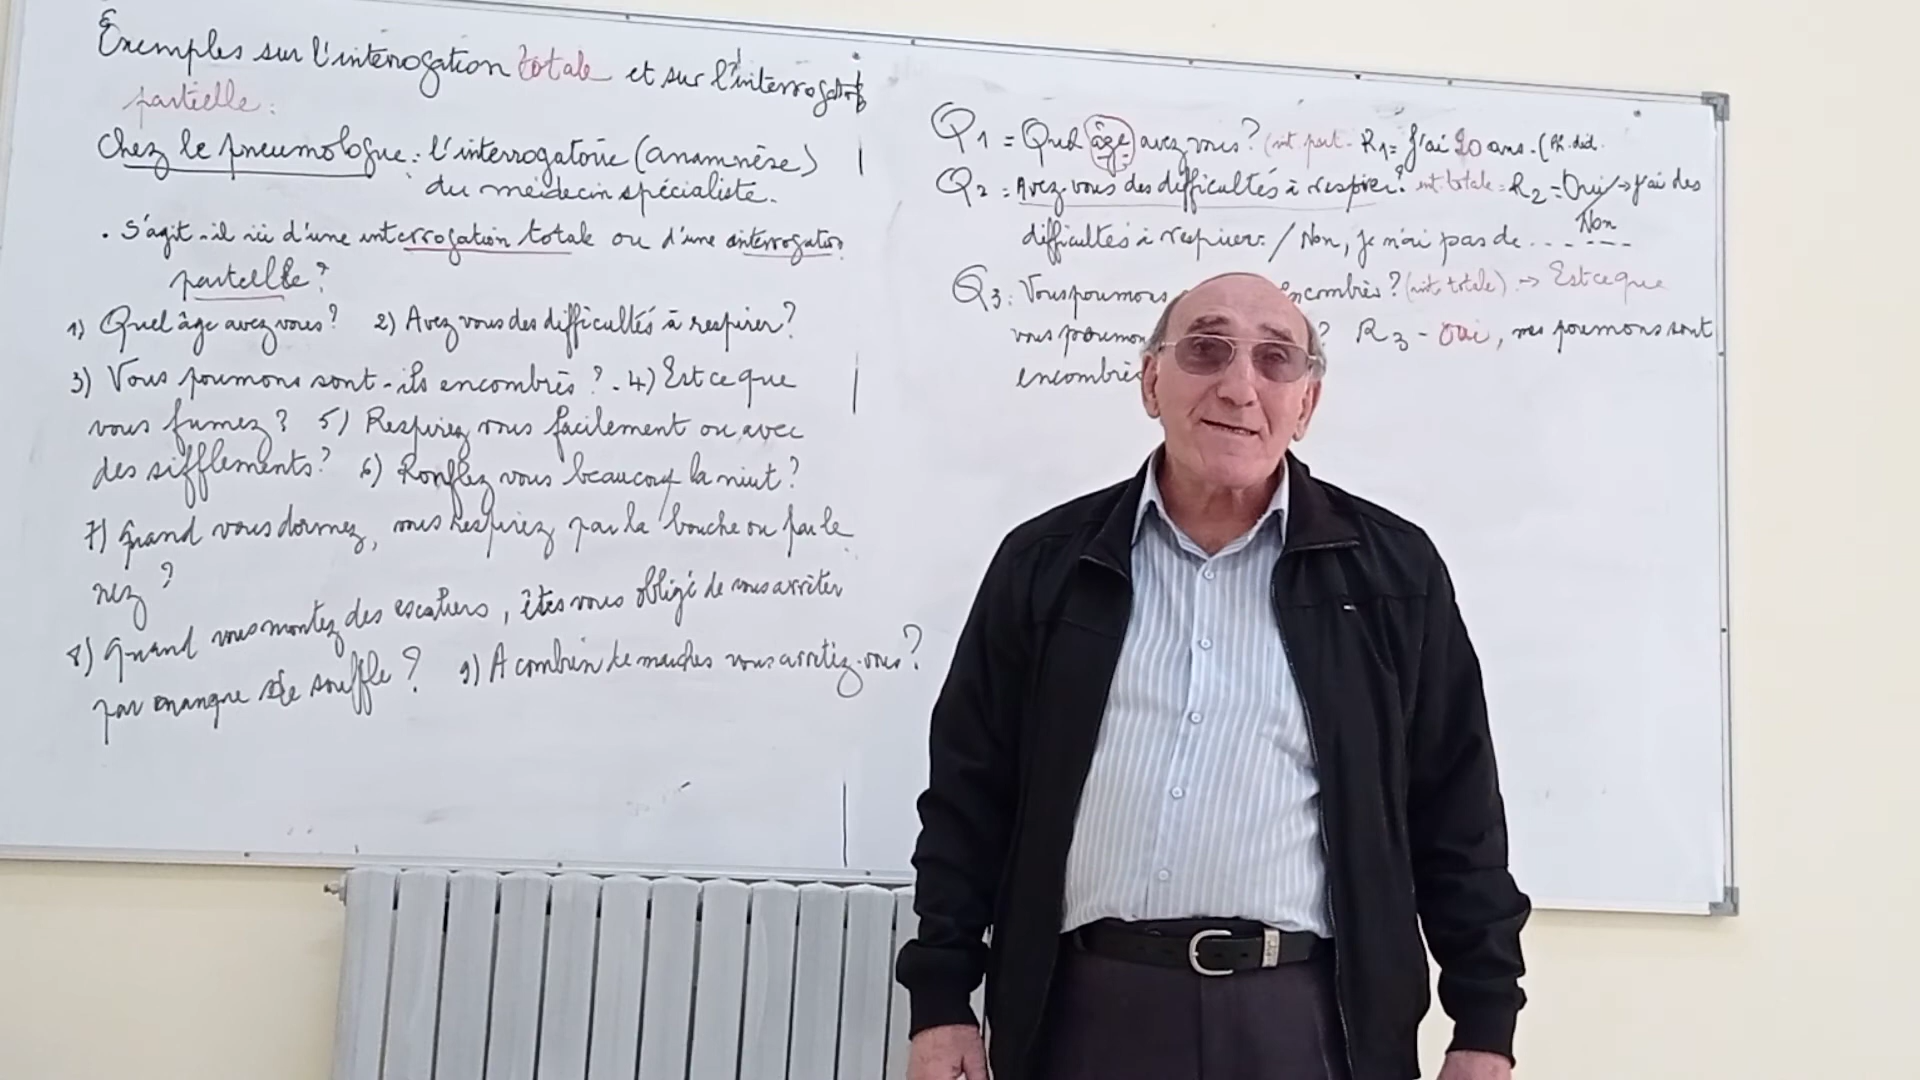 Exemples sur l'interrogation totale et sur l'interrogation
partielle :
Chez le pneumologue : l'interrogatoire (anamnèse)
du médecin spécialiste.
. S'agit-il ici d'une interrogation totale ou d'une interrogation
partielle ?
1) Quel âge avez vous ? 2) Avez vous des difficultés à respirer ?
3) Vous poumons sont-ils encombrés ? - 4) Est ce que
vous fumez ? 5) Respirez vous facilement ou avec
des sifflements ? 6) Ronflez vous beaucoup la nuit ?
7) Quand vous dormez, vous respirez par la bouche ou par le
nez ?
8) Quand vous montez des escaliers, êtes vous obligé de vous arrêter
par manque de souffle ? 9) A combien de marches vous arrêtez-vous ?
Q1 = Quel âge avez vous ? (int. part - R1 = J'ai 20 ans. (
Q2 = Avez-vous des difficultés à respirer ? int. totale = R2 = Oui → j'ai des
Non
difficultés à respirer. / Non, je n'ai pas de ... ----
Q3 : Vous poumons encombrés ? (int. totale) → Est ce que
vous poumon ? R3 - oui, mes poumons sont
encombrés